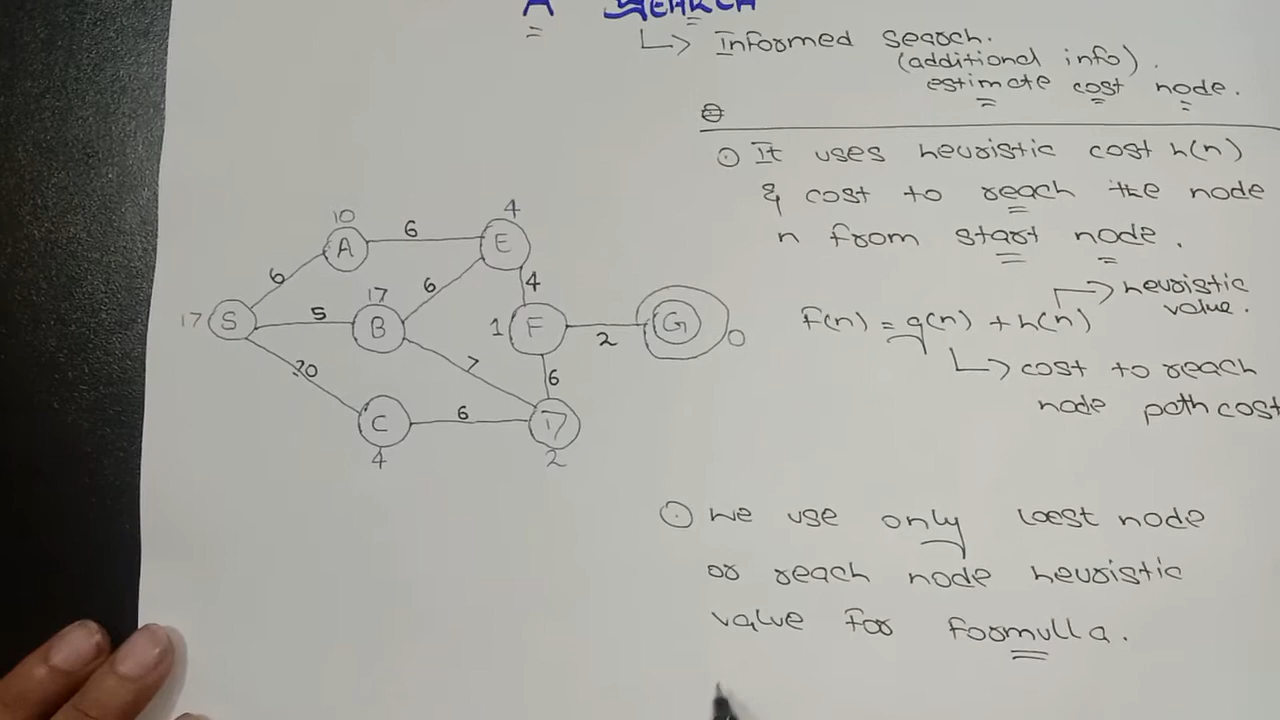 A SEARCH
↳ Informed search.
(additional info).
estimate cost node.
⊙ It uses heuristic cost h(n)
& cost to reach the node
n from start node.
→ heuristic
value.
f(n) = g(n) + h(n)
↳ cost to reach
node path cost
10
A
6
4
E
6
17
S
5
17
B
6
4
1
F
2
G
0
20
7
6
C
4
6
17
2
⊙ we use only
node
or reach node heuristic
value for formulla.